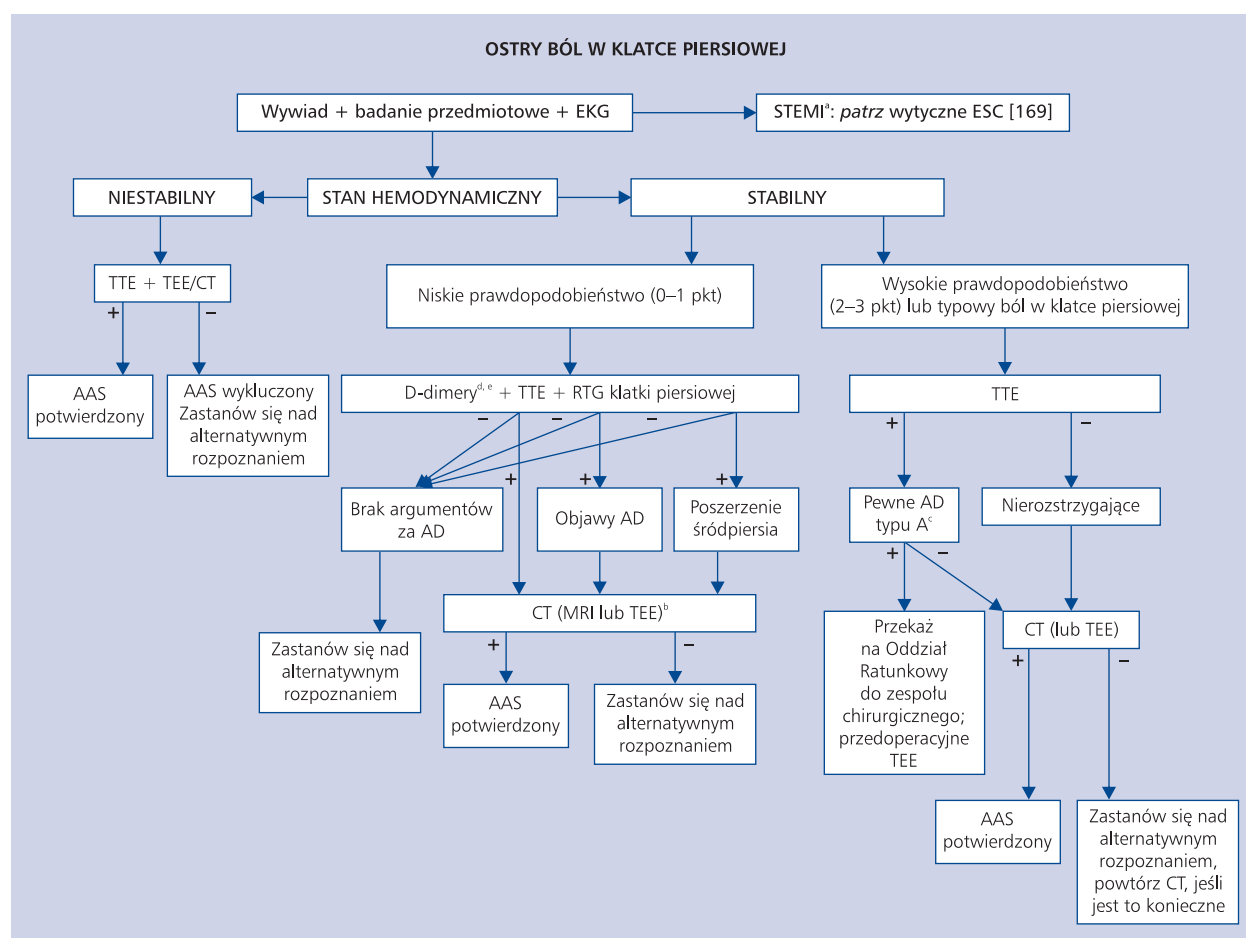 OSTRY BÓL W KLATCE PIERSIOWEJ
Wywiad + badanie przedmiotowe + EKG
STEMIᵃ: patrz wytyczne ESC [169]
NIESTABILNY
STAN HEMODYNAMICZNY
STABILNY
TTE + TEE/CT
Niskie prawdopodobieństwo (0–1 pkt)
Wysokie prawdopodobieństwo
(2–3 pkt) lub typowy ból w klatce piersiowej
+
–
AAS
potwierdzony
AAS wykluczony
Zastanów się nad
alternatywnym
rozpoznaniem
D-dimeryᵈ, ᵉ + TTE + RTG klatki piersiowej
TTE
–
–
–
+
–
+
+
+
Brak argumentów
za AD
Objawy AD
Poszerzenie
śródpiersia
Pewne AD
typu Aᶜ
Nierozstrzygające
+
–
CT (MRI lub TEE)ᵇ
Przekaż
na Oddział
Ratunkowy
do zespołu
chirurgicznego;
przedoperacyjne
TEE
CT (lub TEE)
Zastanów się nad
alternatywnym
rozpoznaniem
+
–
AAS
potwierdzony
Zastanów się nad
alternatywnym
rozpoznaniem
+
–
AAS
potwierdzony
Zastanów się nad
alternatywnym
rozpoznaniem,
powtórz CT, jeśli
jest to konieczne